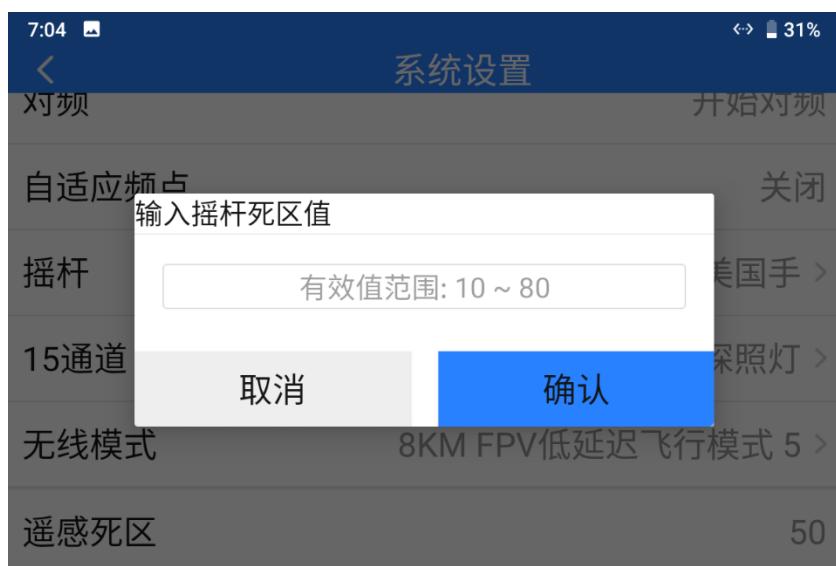 7:04
31%
系统设置
对频 开始对频
自适应频点 关闭
输入摇杆死区值
摇杆 美国手
有效值范围: 10 ~ 80
15通道 探照灯
取消 确认
无线模式 8KM FPV低延迟飞行模式 5
遥感死区 50